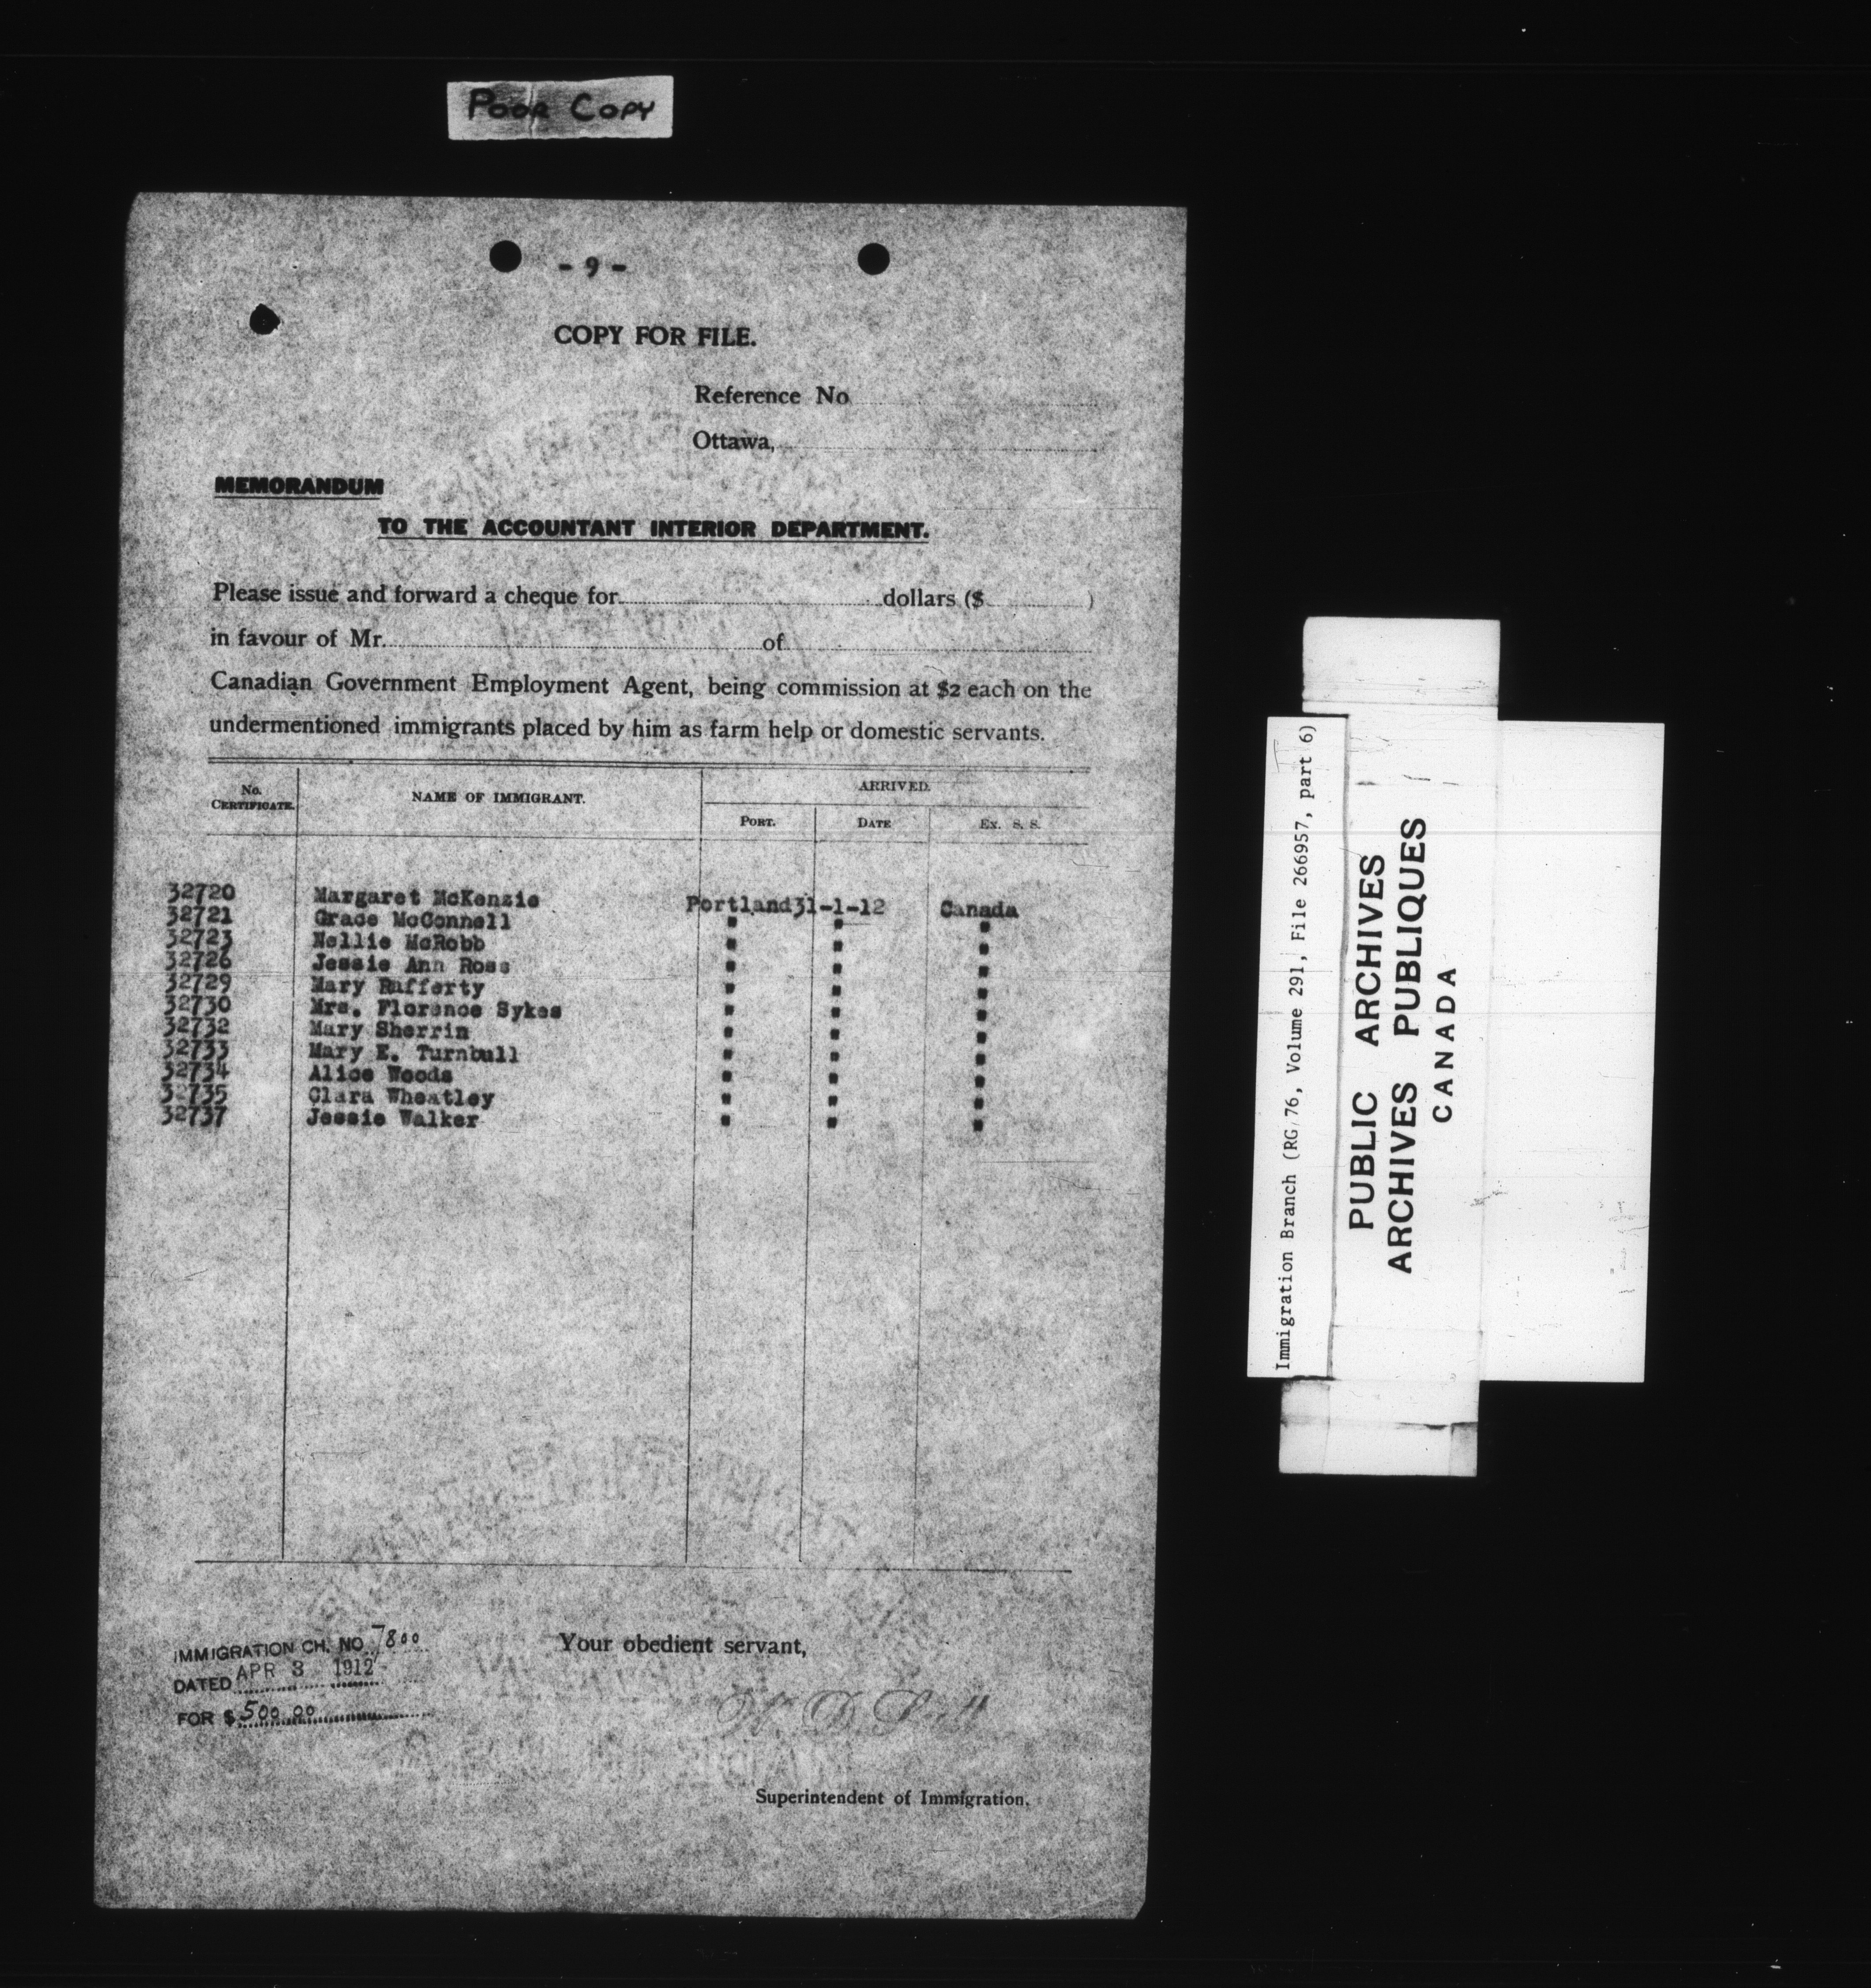 POOR COPY
- 9 -
COPY FOR FILE.
Reference No
Ottawa,
MEMORANDUM
TO THE ACCOUNTANT INTERIOR DEPARTMENT.
Please issue and forward a cheque for dollars ($ )
in favour of Mr. of
Canadian Government Employment Agent, being commission at $2 each on the
undermentioned immigrants placed by him as farm help or domestic servants.
No. CERTIFICATE. NAME OF IMMIGRANT. ARRIVED.
PORT. DATE Ex. S. S.
32720 Margaret McKenzie Portland 31-1-12 Canada
32721 Grace McConnell " " "
32723 Nellie McRobb " " "
32726 Jessie Ann Ross " " "
32729 Mary Rafferty " " "
32730 Mrs. Florence Sykes " " "
32732 Mary Sherrin " " "
32733 Mary E. Turnbull " " "
32734 Alice Woods " " "
32735 Clara Wheatley " " "
32737 Jessie Walker " " "
IMMIGRATION CH. NO. 7800
DATED APR 3 1912
FOR $ 500.00
Your obedient servant,
W. D. Scott
Superintendent of Immigration.
Immigration Branch (RG 76, Volume 291, File 266957, part 6)
PUBLIC ARCHIVES
ARCHIVES PUBLIQUES
CANADA